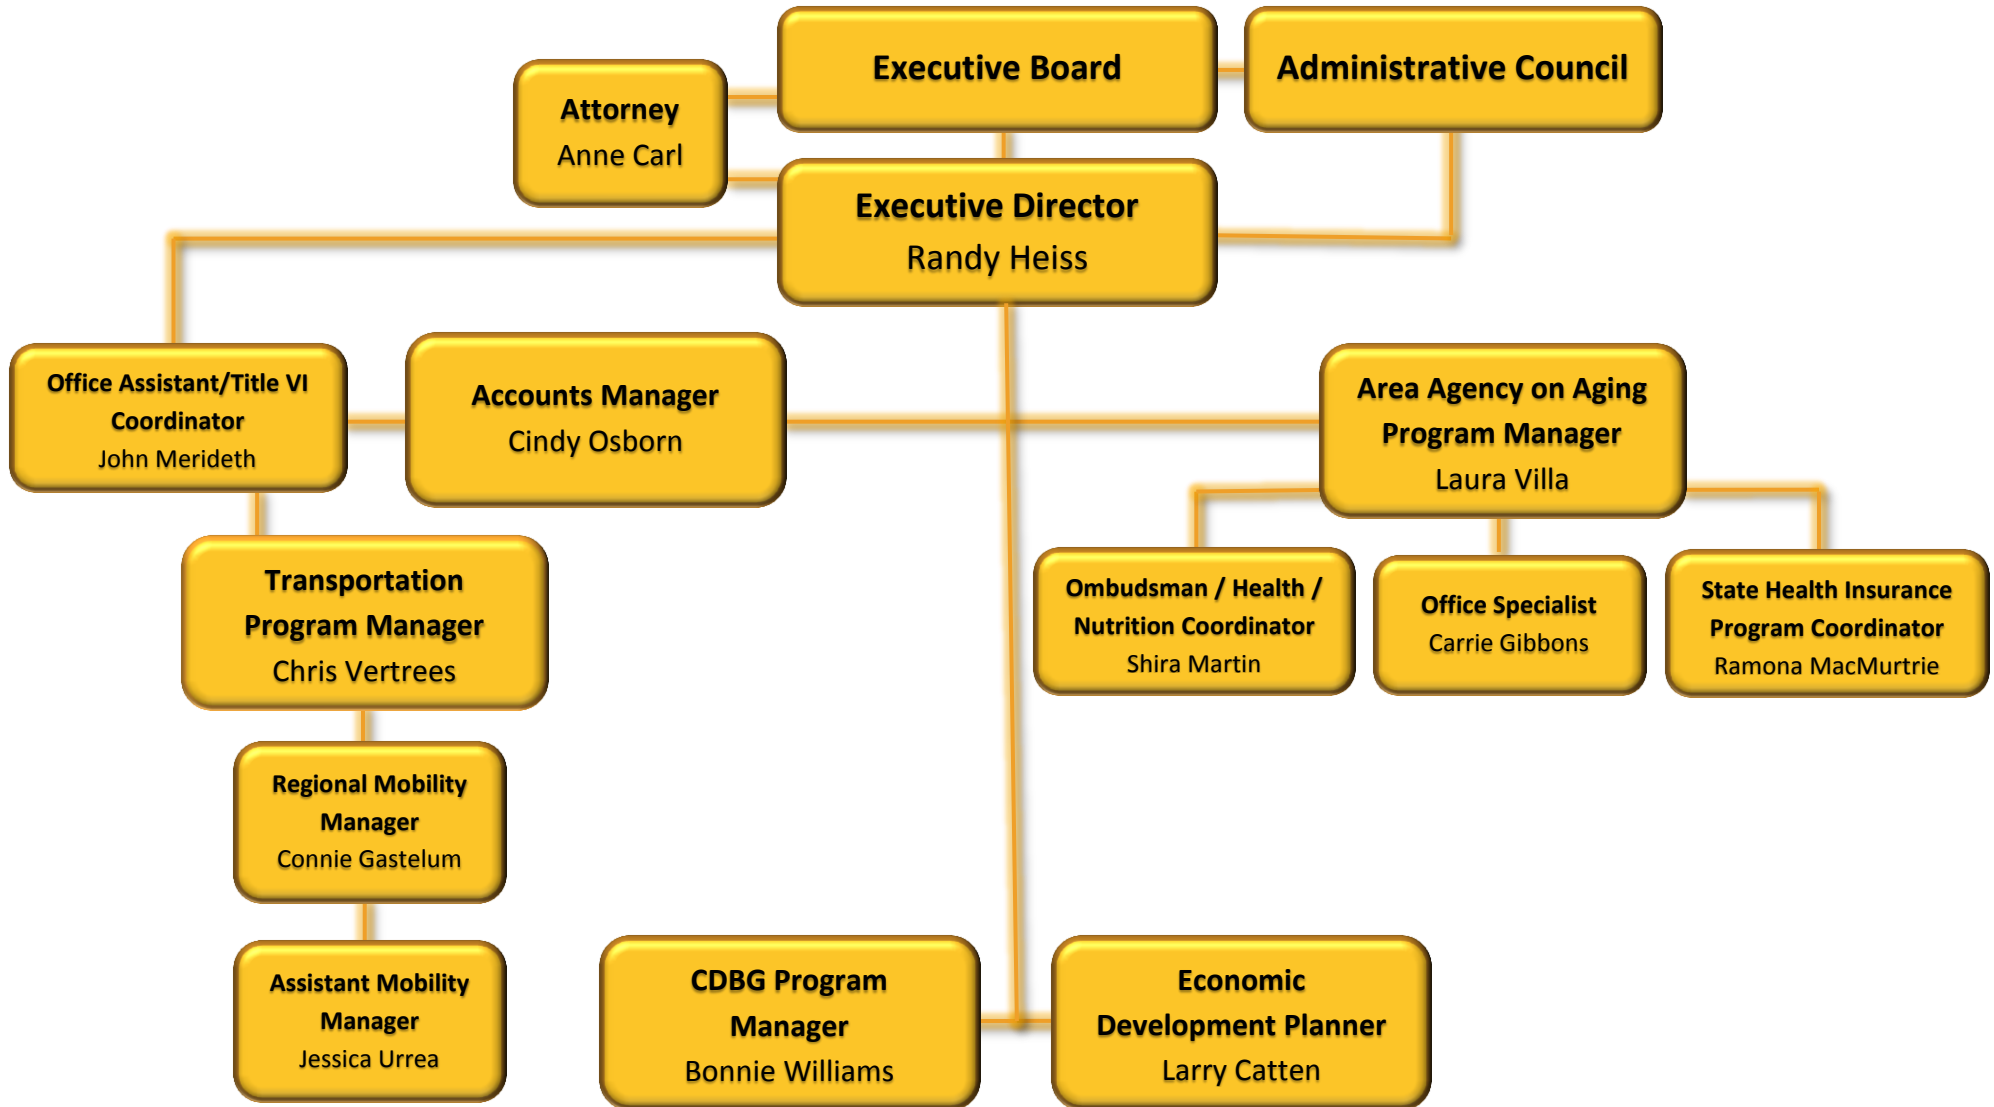 Executive Board
Administrative Council
Attorney
Anne Carl
Executive Director
Randy Heiss
Office Assistant/Title VI
Coordinator
John Merideth
Accounts Manager
Cindy Osborn
Area Agency on Aging
Program Manager
Laura Villa
Transportation
Program Manager
Chris Vertrees
Ombudsman / Health /
Nutrition Coordinator
Shira Martin
Office Specialist
Carrie Gibbons
State Health Insurance
Program Coordinator
Ramona MacMurtrie
Regional Mobility
Manager
Connie Gastelum
Assistant Mobility
Manager
Jessica Urrea
CDBG Program
Manager
Bonnie Williams
Economic
Development Planner
Larry Catten